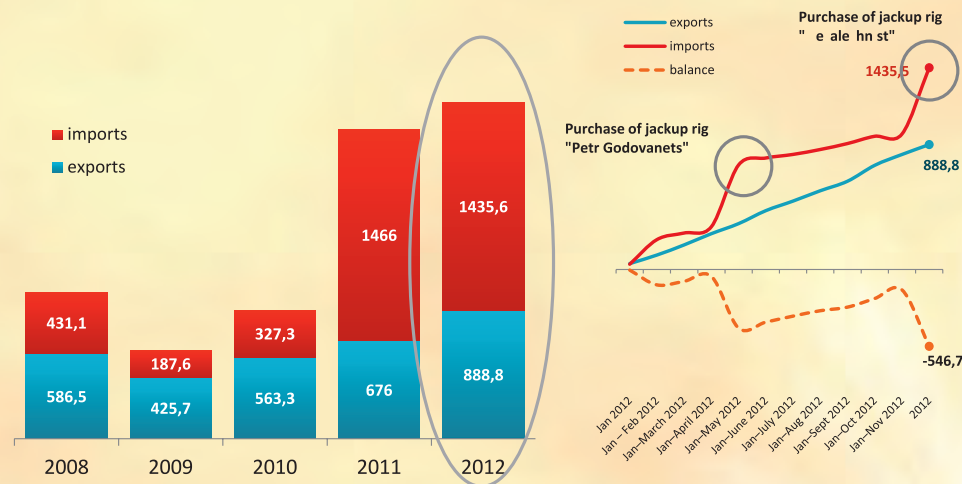 imports
exports
431,1
586,5
187,6
425,7
327,3
563,3
1466
676
1435,6
888,8
2008
2009
2010
2011
2012
exports
imports
balance
Purchase of jackup rig
1435,5
Purchase of jackup rig
"Petr Godovanets"
888,8
-546,7
Jan 2012
Jan – Feb 2012
Jan–March 2012
Jan–April 2012
Jan–May 2012
Jan–June 2012
Jan–July 2012
Jan–Aug 2012
Jan–Sept 2012
Jan–Oct 2012
Jan–Nov 2012
2012